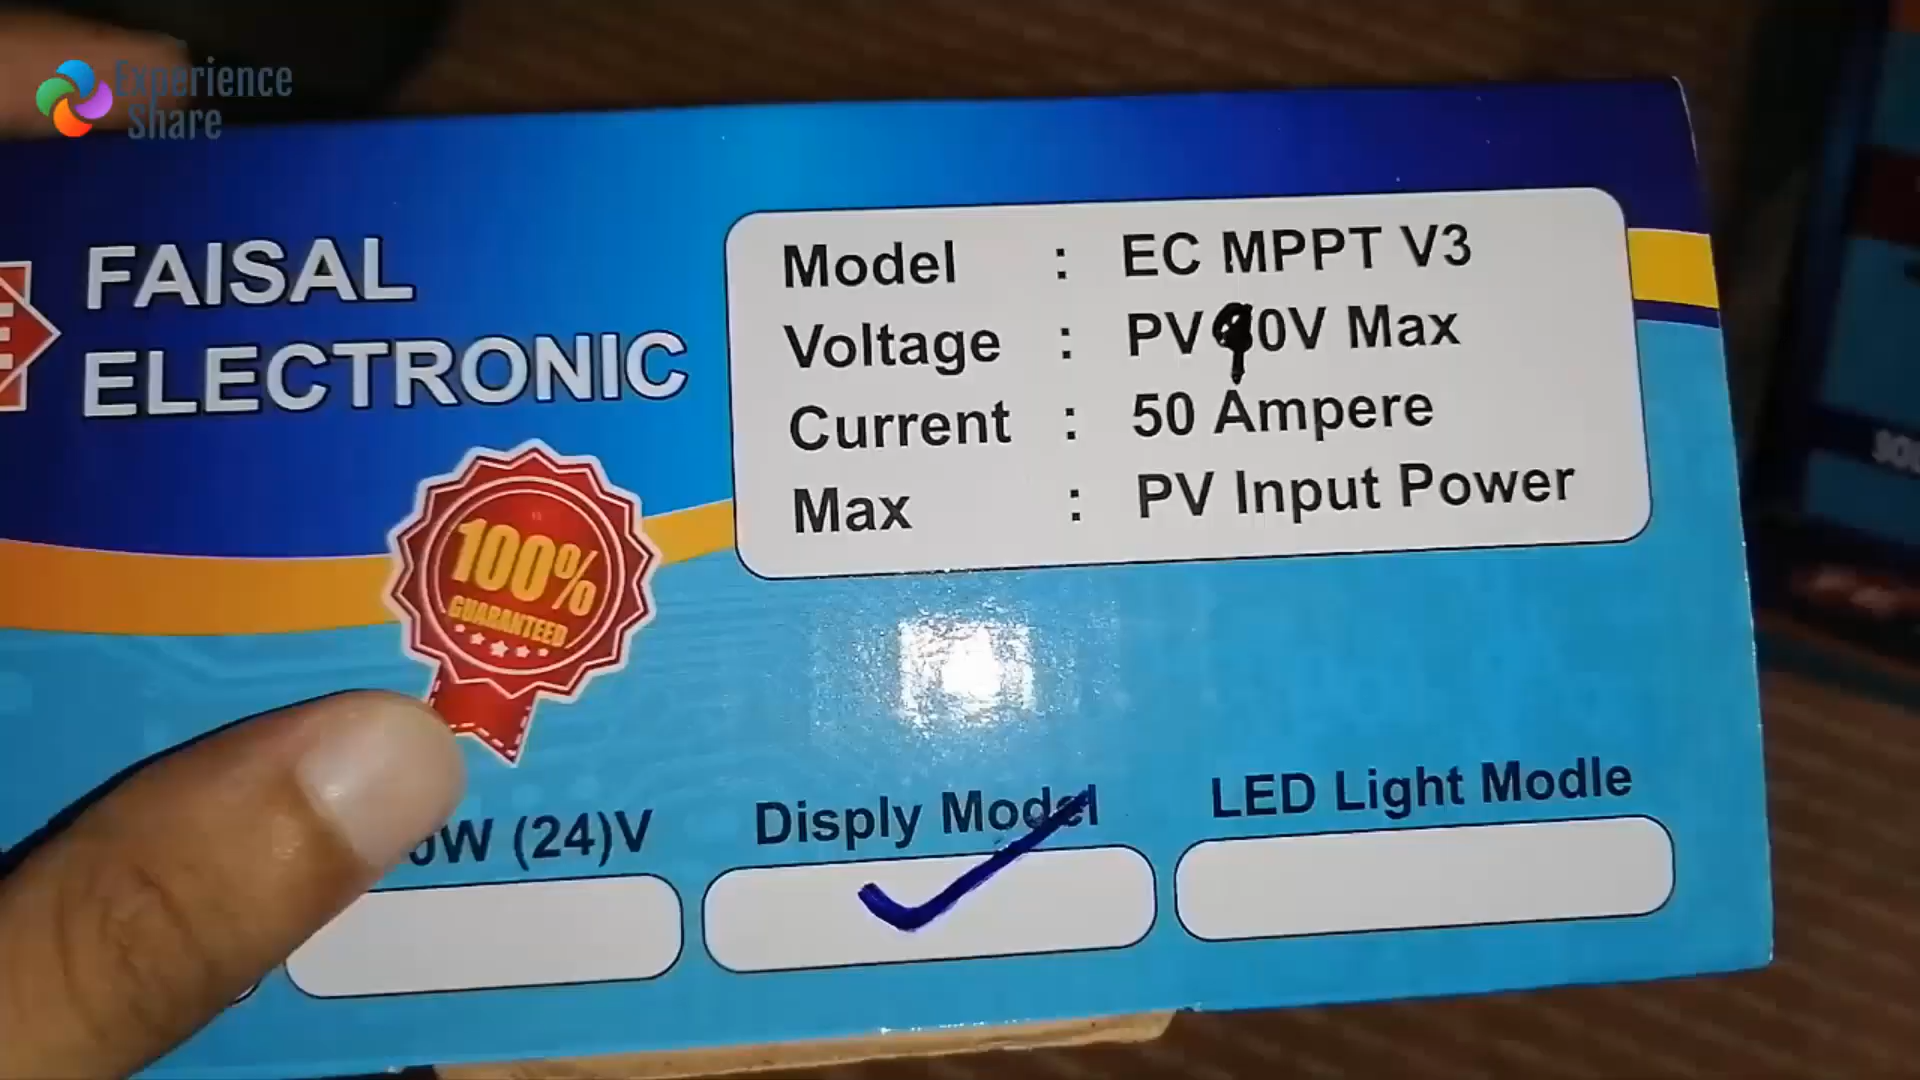 Experience
Share
FAISAL
ELECTRONIC
Model : EC MPPT V3
Voltage : PV 90V Max
Current : 50 Ampere
Max : PV Input Power
100%
GUARANTEED
W (24)V
Disply Model
LED Light Modle